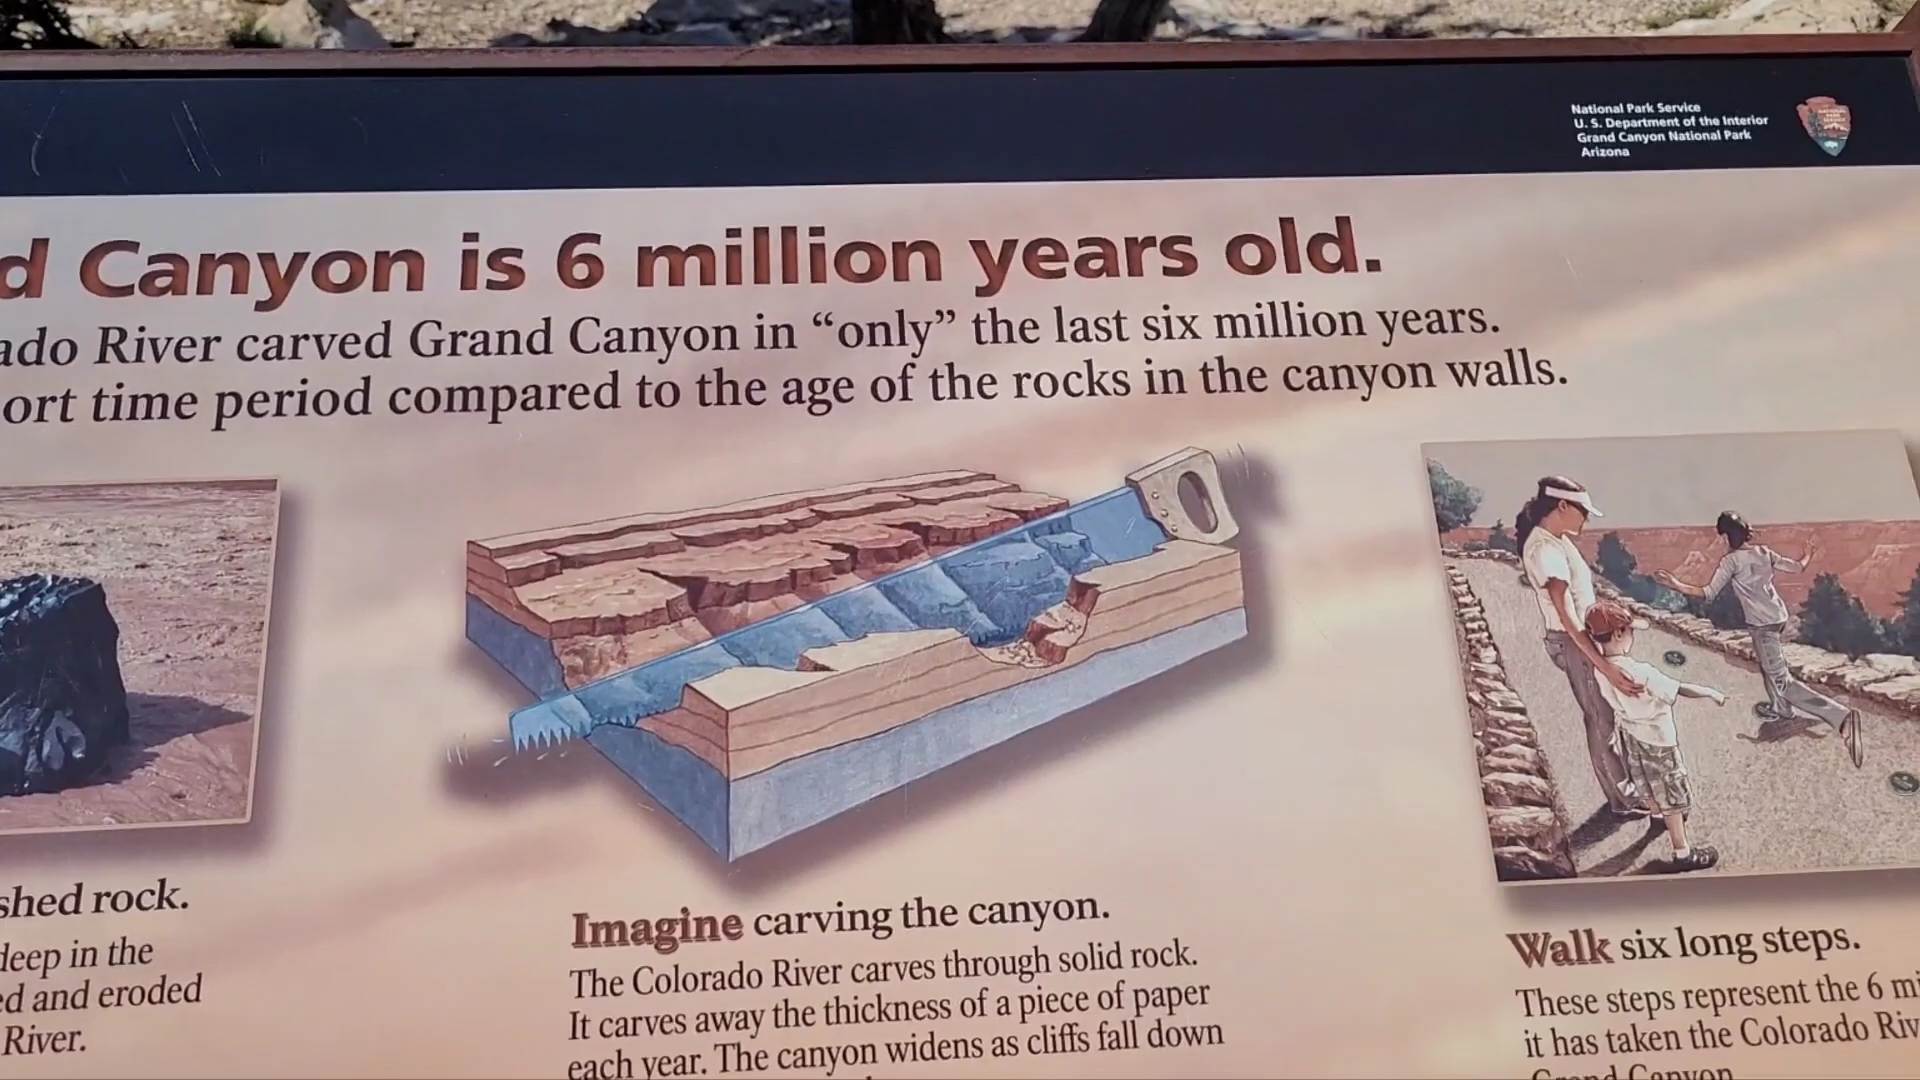 National Park Service
U. S. Department of the Interior
Grand Canyon National Park
Arizona
d Canyon is 6 million years old.
ado River carved Grand Canyon in “only” the last six million years.
ort time period compared to the age of the rocks in the canyon walls.
shed rock.
deep in the
ed and eroded
River.
Imagine carving the canyon.
The Colorado River carves through solid rock.
It carves away the thickness of a piece of paper
each year. The canyon widens as cliffs fall down
Walk six long steps.
These steps represent the 6 mi
it has taken the Colorado Riv
Grand Canyon